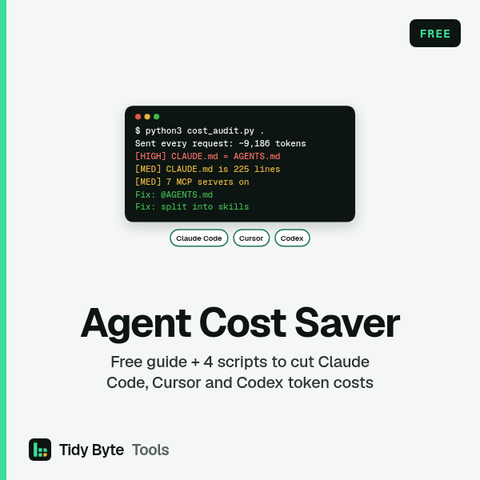 FREE
$ python3 cost_audit.py .
Sent every request: ~9,186 tokens
[HIGH] CLAUDE.md = AGENTS.md
[MED] CLAUDE.md is 225 lines
[MED] 7 MCP servers on
Fix: @AGENTS.md
Fix: split into skills
Claude Code Cursor Codex
Agent Cost Saver
Free guide + 4 scripts to cut Claude
Code, Cursor and Codex token costs
Tidy Byte Tools